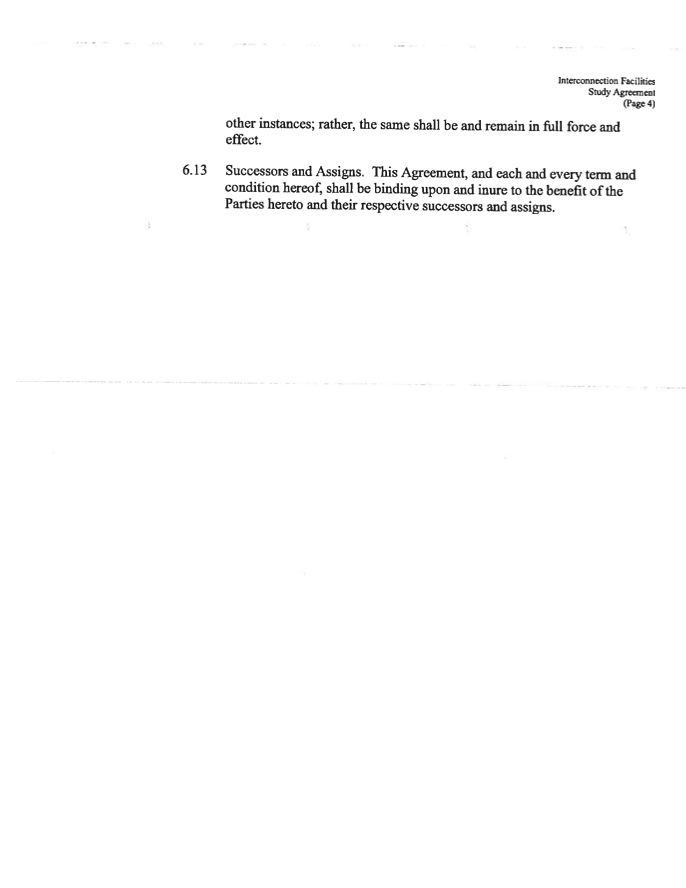 Interconnection Facilities
Study Agreement
(Page 4)
other instances; rather, the same shall be and remain in full force and
effect.
6.13 Successors and Assigns. This Agreement, and each and every term and
condition hereof, shall be binding upon and inure to the benefit of the
Parties hereto and their respective successors and assigns.